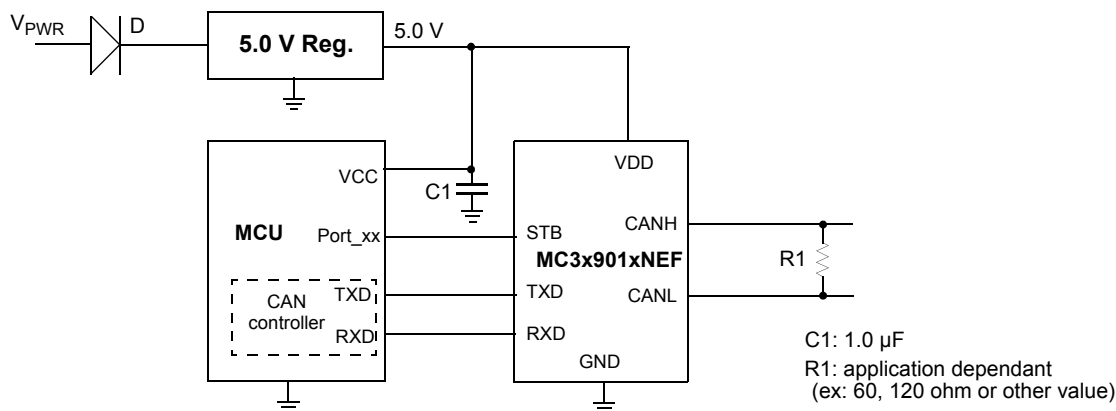 VPWR
D
5.0 V Reg.
5.0 V
VDD
VCC
C1
MCU
Port_xx
STB
CANH
MC3x901xNEF
R1
CAN
controller
TXD
TXD
CANL
RXD
RXD
GND
C1: 1.0 µF
R1: application dependant
(ex: 60, 120 ohm or other value)